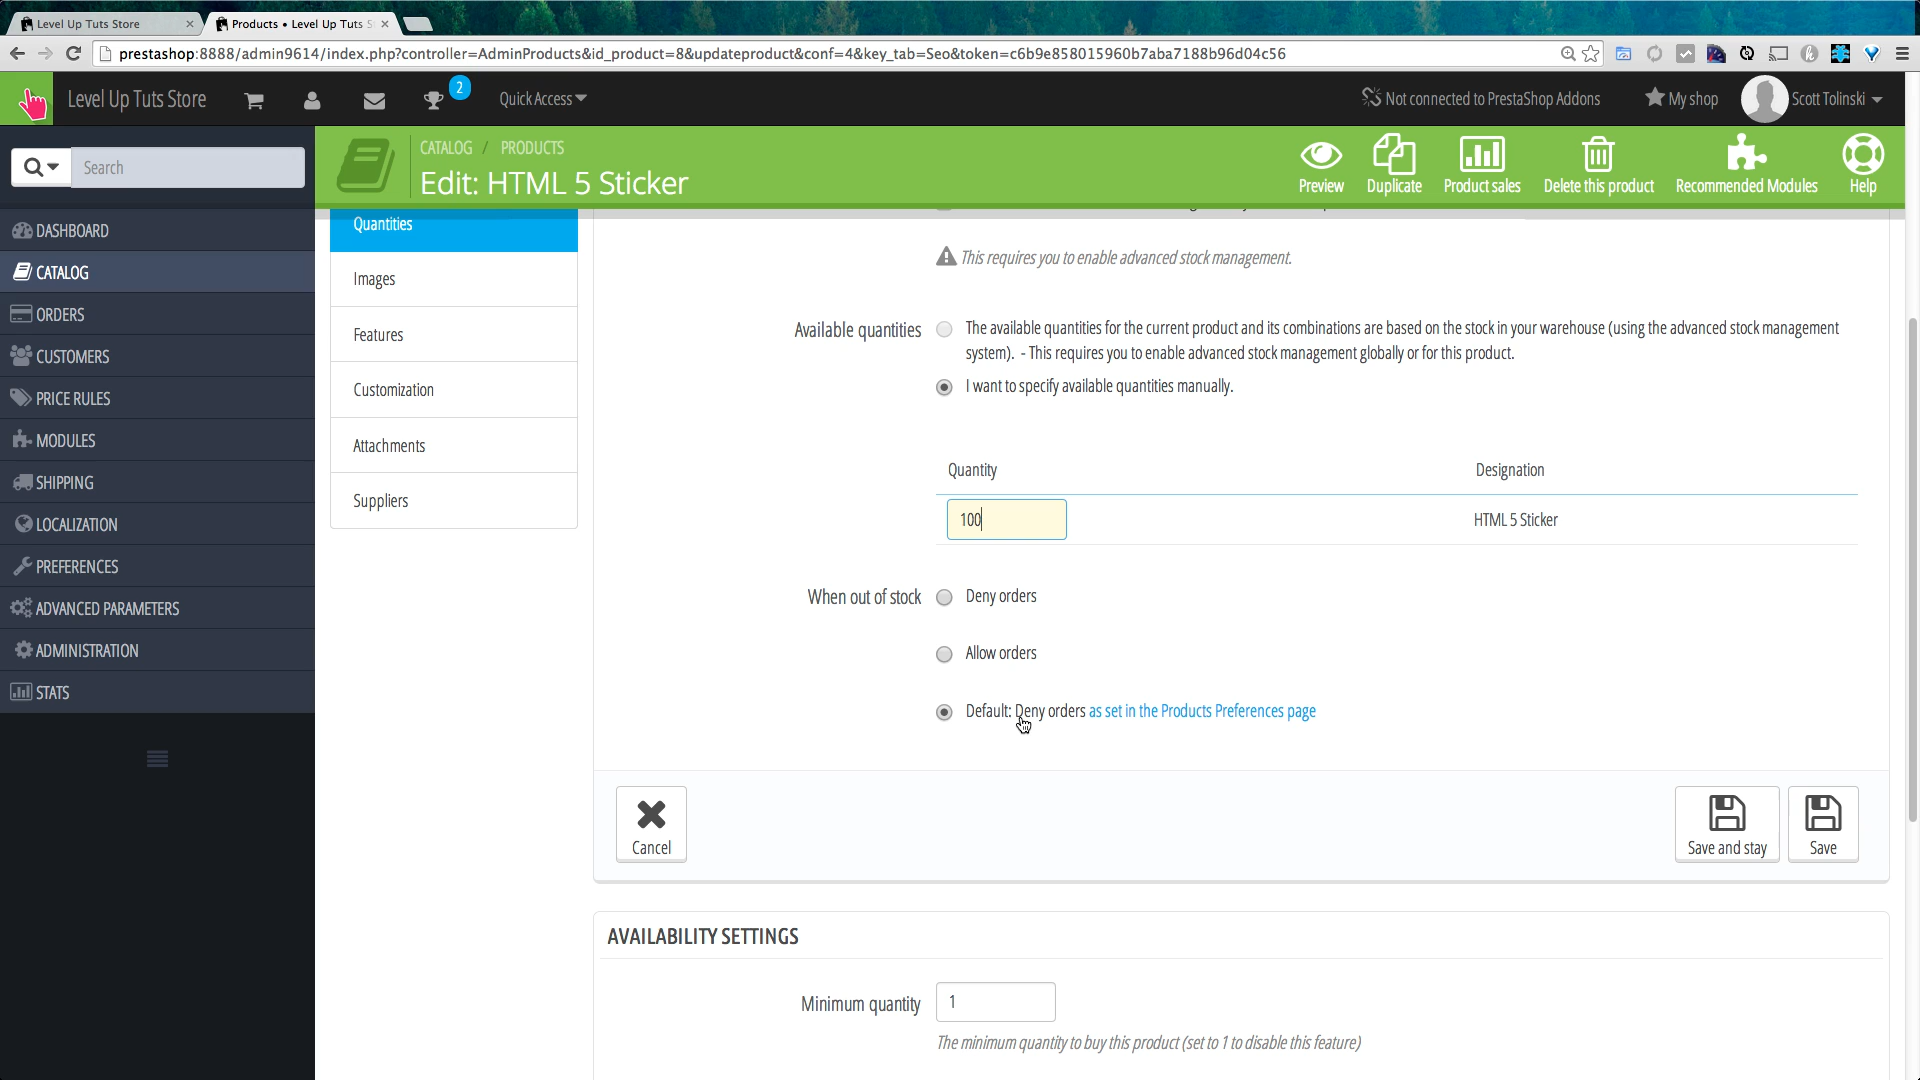 Level Up Tuts Store
Products • Level Up Tuts S
prestashop:8888/admin9614/index.php?controller=AdminProducts&id_product=8&updateproduct&conf=4&key_tab=Seo&token=c6b9e858015960b7aba7188b96d04c56
Level Up Tuts Store
2
Quick Access
Not connected to PrestaShop Addons
My shop
Scott Tolinski
Search
CATALOG / PRODUCTS
Edit: HTML 5 Sticker
Preview
Duplicate
Product sales
Delete this product
Recommended Modules
Help
DASHBOARD
CATALOG
ORDERS
CUSTOMERS
PRICE RULES
MODULES
SHIPPING
LOCALIZATION
PREFERENCES
ADVANCED PARAMETERS
ADMINISTRATION
STATS
Quantities
Images
Features
Customization
Attachments
Suppliers
This requires you to enable advanced stock management.
Available quantities
The available quantities for the current product and its combinations are based on the stock in your warehouse (using the advanced stock management
system). - This requires you to enable advanced stock management globally or for this product.
I want to specify available quantities manually.
Quantity
Designation
100
HTML 5 Sticker
When out of stock
Deny orders
Allow orders
Default: Deny orders as set in the Products Preferences page
Cancel
Save and stay
Save
AVAILABILITY SETTINGS
Minimum quantity
1
The minimum quantity to buy this product (set to 1 to disable this feature)